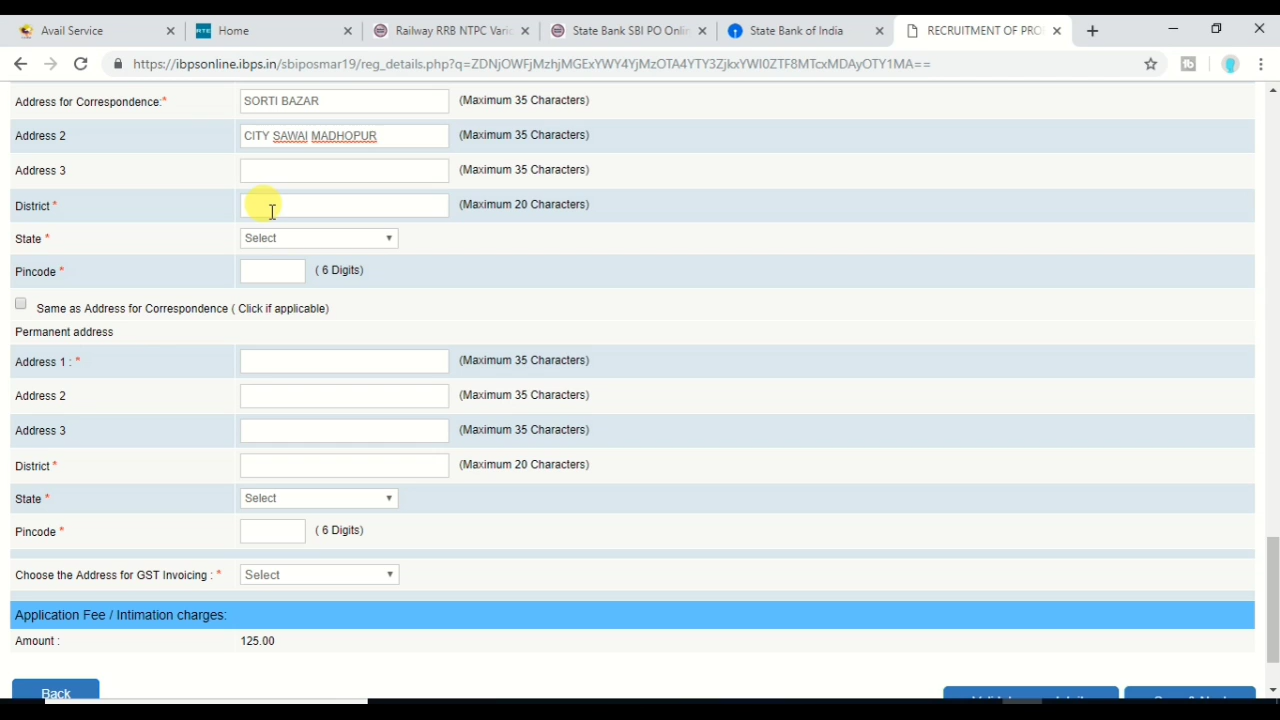 Avail Service
RTE Home
Railway RRB NTPC Vari
State Bank SBI PO Onli
State Bank of India
RECRUITMENT OF PRO
https://ibpsonline.ibps.in/sbiposmar19/reg_details.php?q=ZDNjOWFjMzhjMGExYWY4YjMzOTA4YTY3ZjkxYWI0ZTF8MTcxMDAyOTY1MA==
Address for Correspondence:* SORTI BAZAR (Maximum 35 Characters)
Address 2 CITY SAWAI MADHOPUR (Maximum 35 Characters)
Address 3 (Maximum 35 Characters)
District * (Maximum 20 Characters)
State * Select
Pincode * ( 6 Digits)
Same as Address for Correspondence ( Click if applicable)
Permanent address
Address 1 : * (Maximum 35 Characters)
Address 2 (Maximum 35 Characters)
Address 3 (Maximum 35 Characters)
District * (Maximum 20 Characters)
State * Select
Pincode * ( 6 Digits)
Choose the Address for GST Invoicing : * Select
Application Fee / Intimation charges:
Amount : 125.00
Back